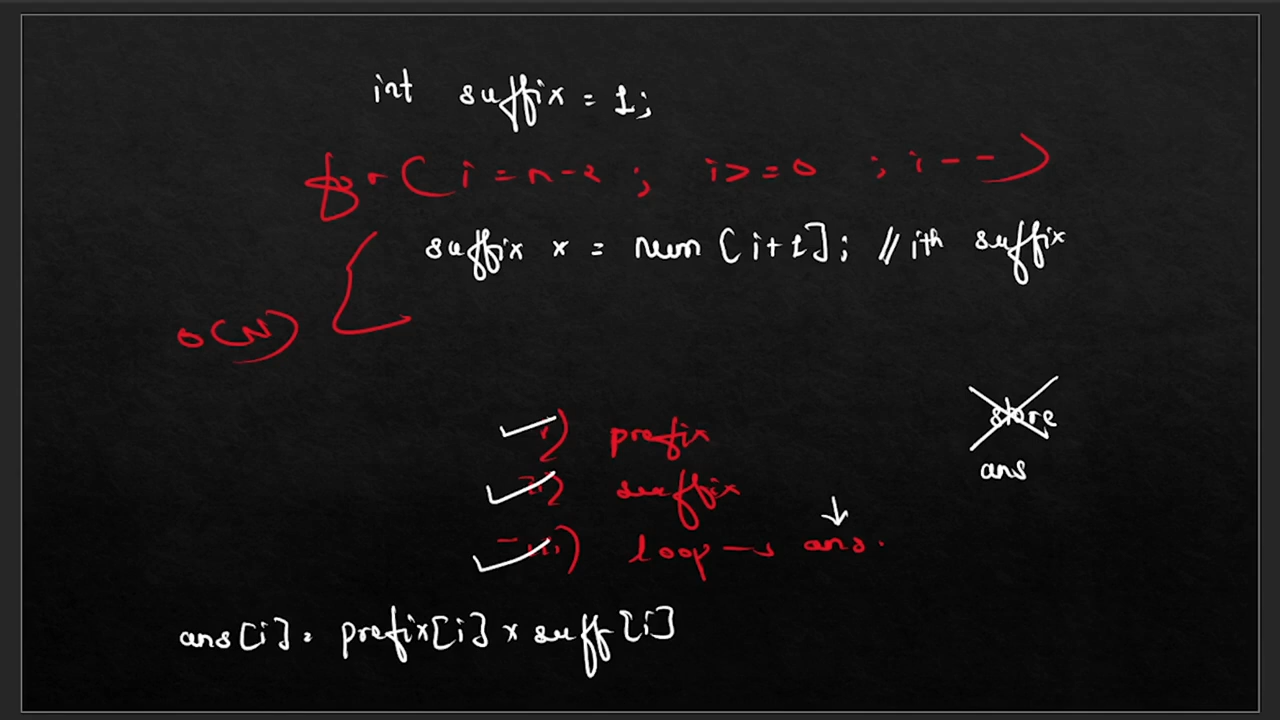 int suffix = 1;
for ( i = n-2 ; i >= 0 ; i -- )
suffix x = num [i+1]; // ith suffix
O(N)
store
i) prefix
ans
ii) suffix
iii) loop → ans.
ans[i] = prefix[i] x suff[i]